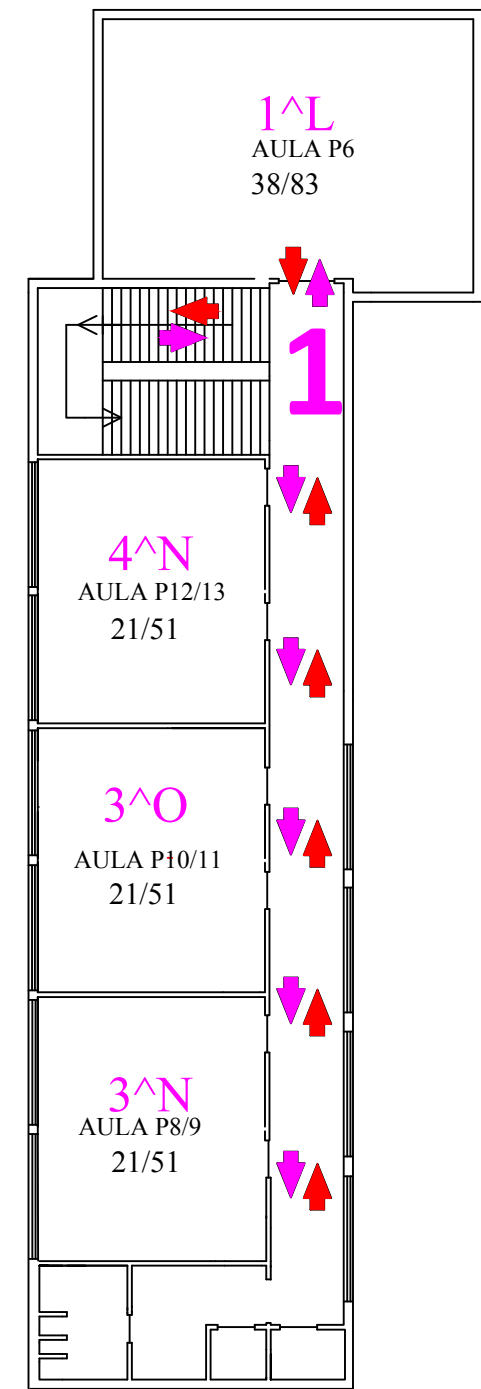 1^L
AULA P6
38/83
1
4^N
AULA P12/13
21/51
3^O
AULA P10/11
21/51
3^N
AULA P8/9
21/51